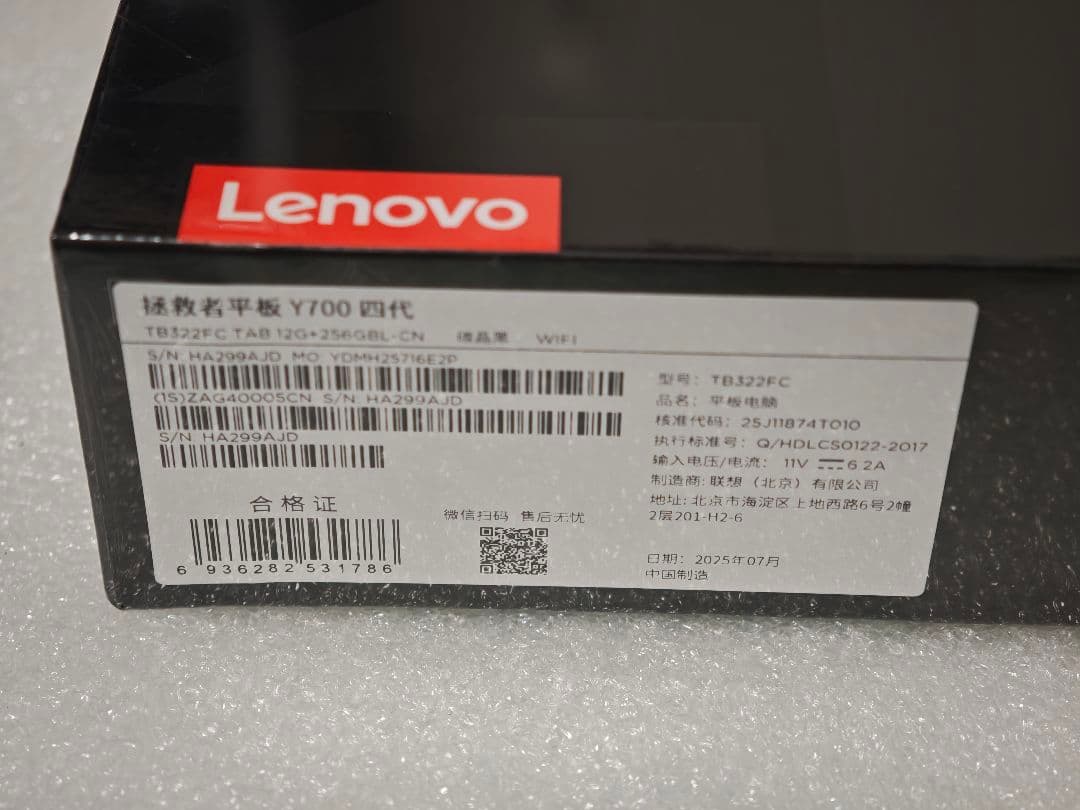 Lenovo
拯救者平板 Y700 四代
TB322FC TAB 12G+256GBL-CN 碳晶黑 WIFI
S/N HA299AJD MO YDMH2S716E2P
(1S)ZAG40005CN S/N HA299AJD
S/N HA299AJD
合格证
6 936282 531786
微信扫码 售后无忧
型号: TB322FC
品名: 平板电脑
核准代码: 25J11874T010
执行标准号: Q/HDLCS0122-2017
输入电压/电流: 11V ⎓6.2A
制造商: 联想 (北京) 有限公司
地址: 北京市海淀区上地西路6号2幢
2层201-H2-6
日期: 2025年07月
中国制造